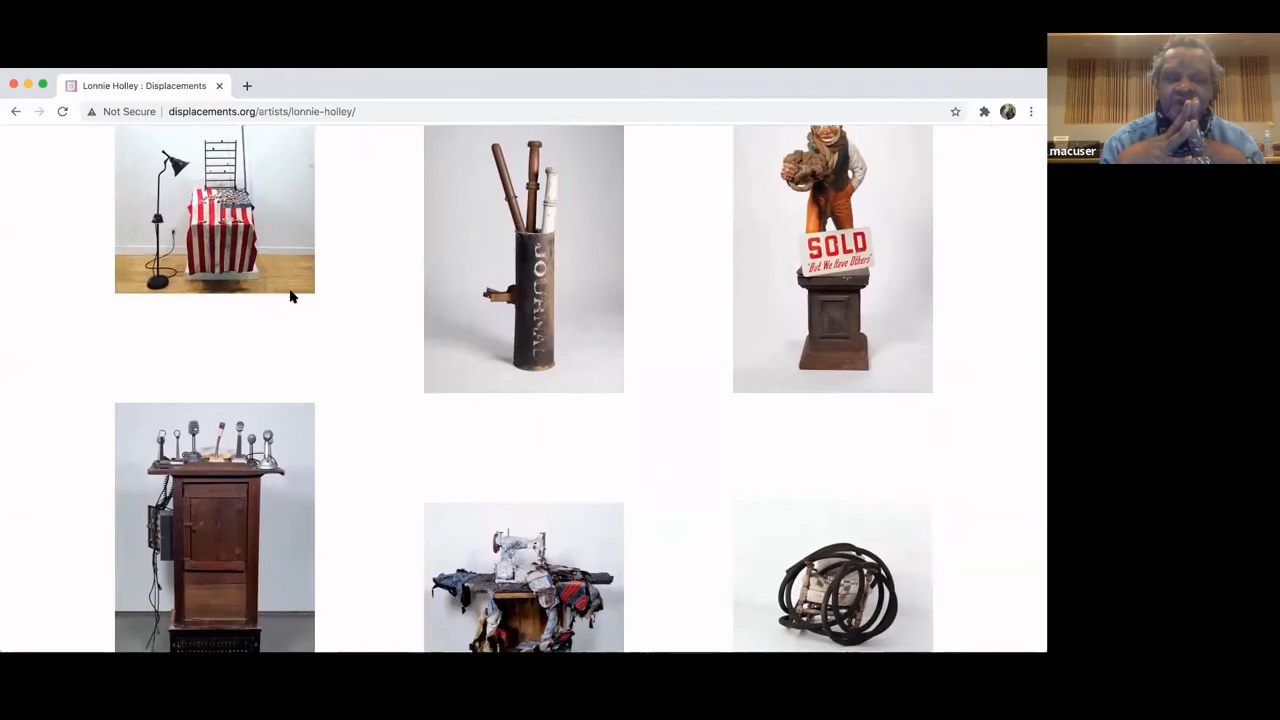 Lonnie Holley : Displacements
Not Secure
displacements.org/artists/lonnie-holley/
macuser
JOURNAL
SOLD
"But We Have Others"